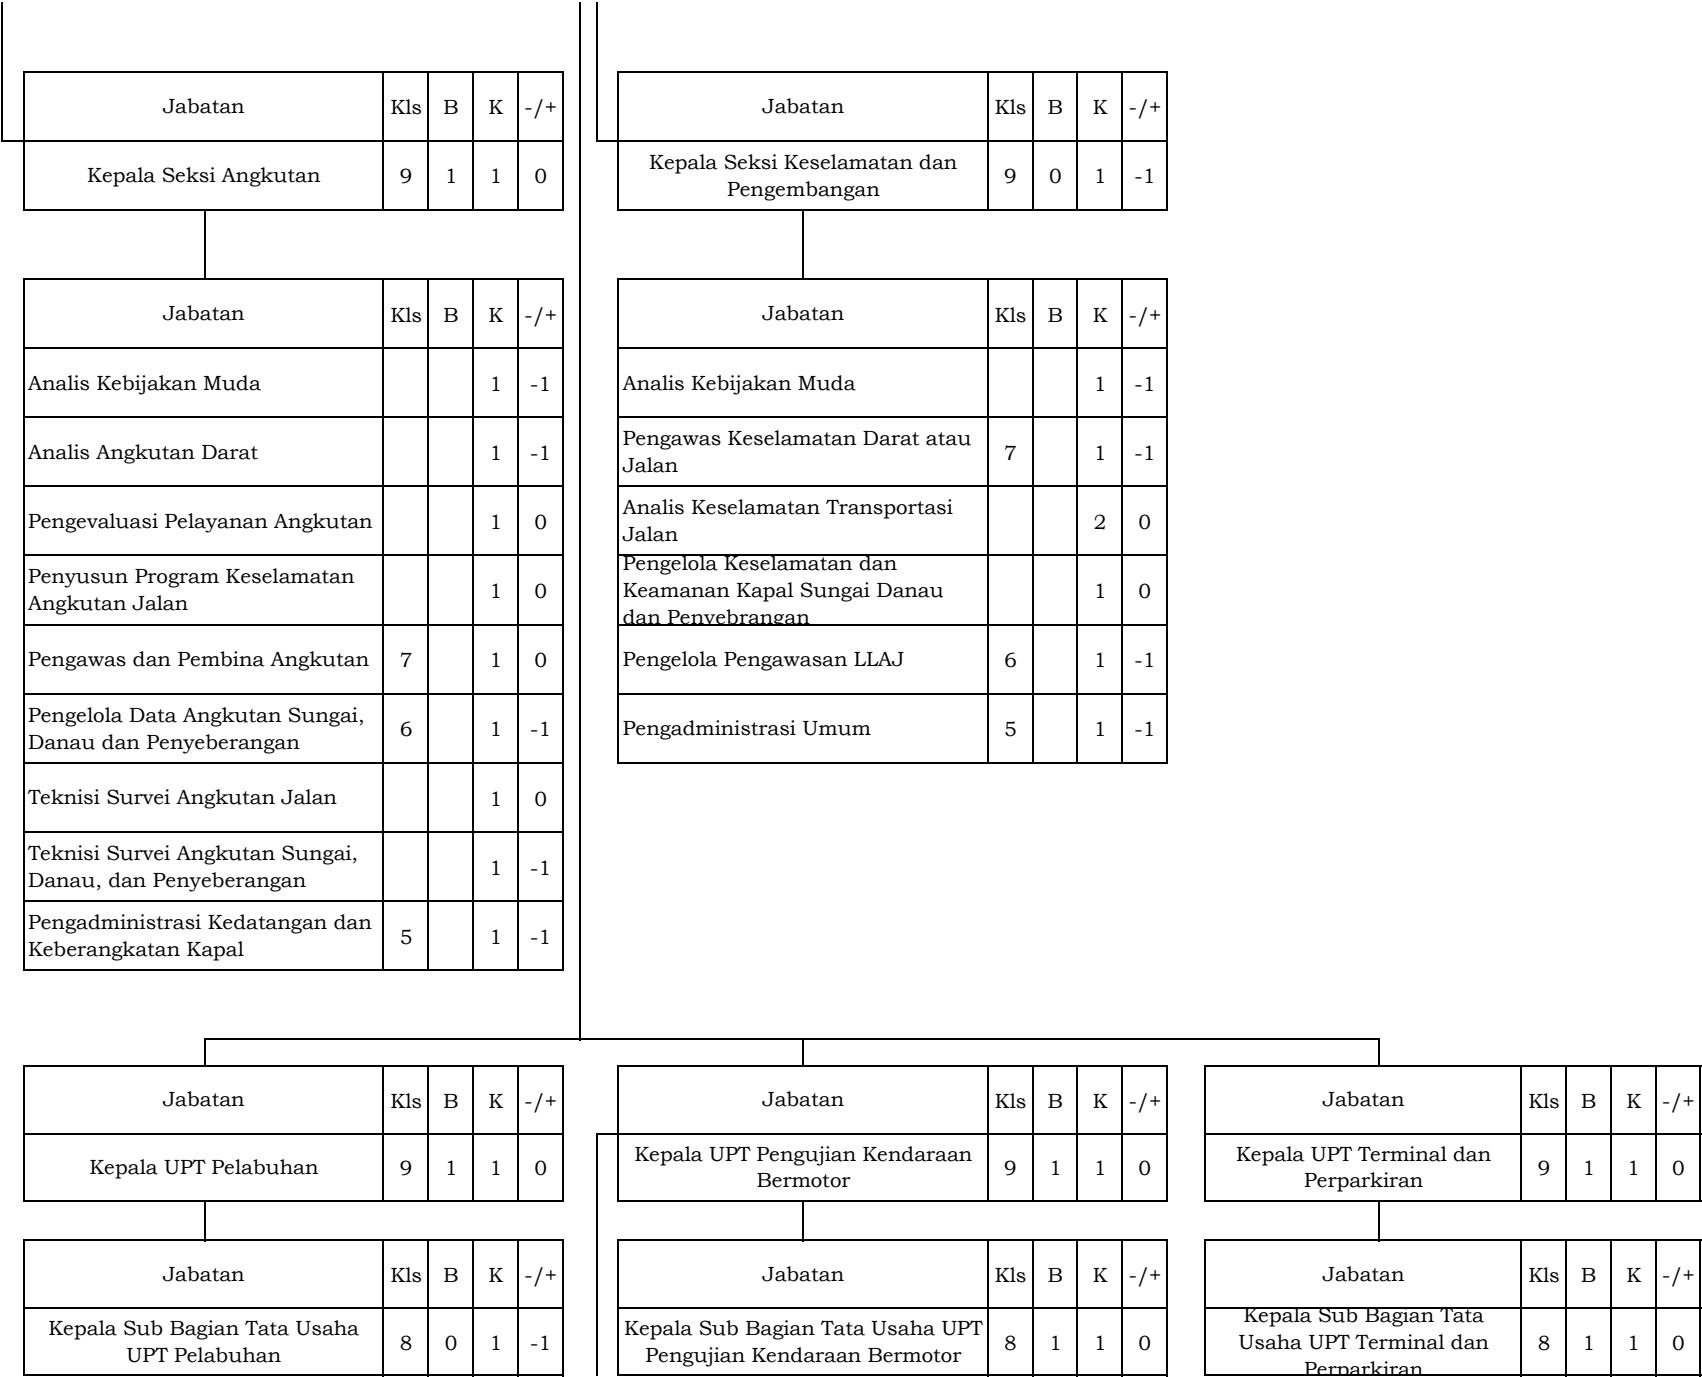 Jabatan Kls B K -/+
Kepala Seksi Angkutan 9 1 1 0
Jabatan Kls B K -/+
Kepala Seksi Keselamatan dan
Pengembangan 9 0 1 -1
Jabatan Kls B K -/+
Analis Kebijakan Muda 1 -1
Analis Angkutan Darat 1 -1
Pengevaluasi Pelayanan Angkutan 1 0
Penyusun Program Keselamatan
Angkutan Jalan 1 0
Pengawas dan Pembina Angkutan 7 1 0
Pengelola Data Angkutan Sungai,
Danau dan Penyeberangan 6 1 -1
Teknisi Survei Angkutan Jalan 1 0
Teknisi Survei Angkutan Sungai,
Danau, dan Penyeberangan 1 -1
Pengadministrasi Kedatangan dan
Keberangkatan Kapal 5 1 -1
Jabatan Kls B K -/+
Analis Kebijakan Muda 1 -1
Pengawas Keselamatan Darat atau
Jalan 7 1 -1
Analis Keselamatan Transportasi
Jalan 2 0
Pengelola Keselamatan dan
Keamanan Kapal Sungai Danau
dan Penyebrangan 1 0
Pengelola Pengawasan LLAJ 6 1 -1
Pengadministrasi Umum 5 1 -1
Jabatan Kls B K -/+
Kepala UPT Pelabuhan 9 1 1 0
Jabatan Kls B K -/+
Kepala UPT Pengujian Kendaraan
Bermotor 9 1 1 0
Jabatan Kls B K -/+
Kepala UPT Terminal dan
Perparkiran 9 1 1 0
Jabatan Kls B K -/+
Kepala Sub Bagian Tata Usaha
UPT Pelabuhan 8 0 1 -1
Jabatan Kls B K -/+
Kepala Sub Bagian Tata Usaha UPT
Pengujian Kendaraan Bermotor 8 1 1 0
Jabatan Kls B K -/+
Kepala Sub Bagian Tata
Usaha UPT Terminal dan
Perparkiran 8 1 1 0